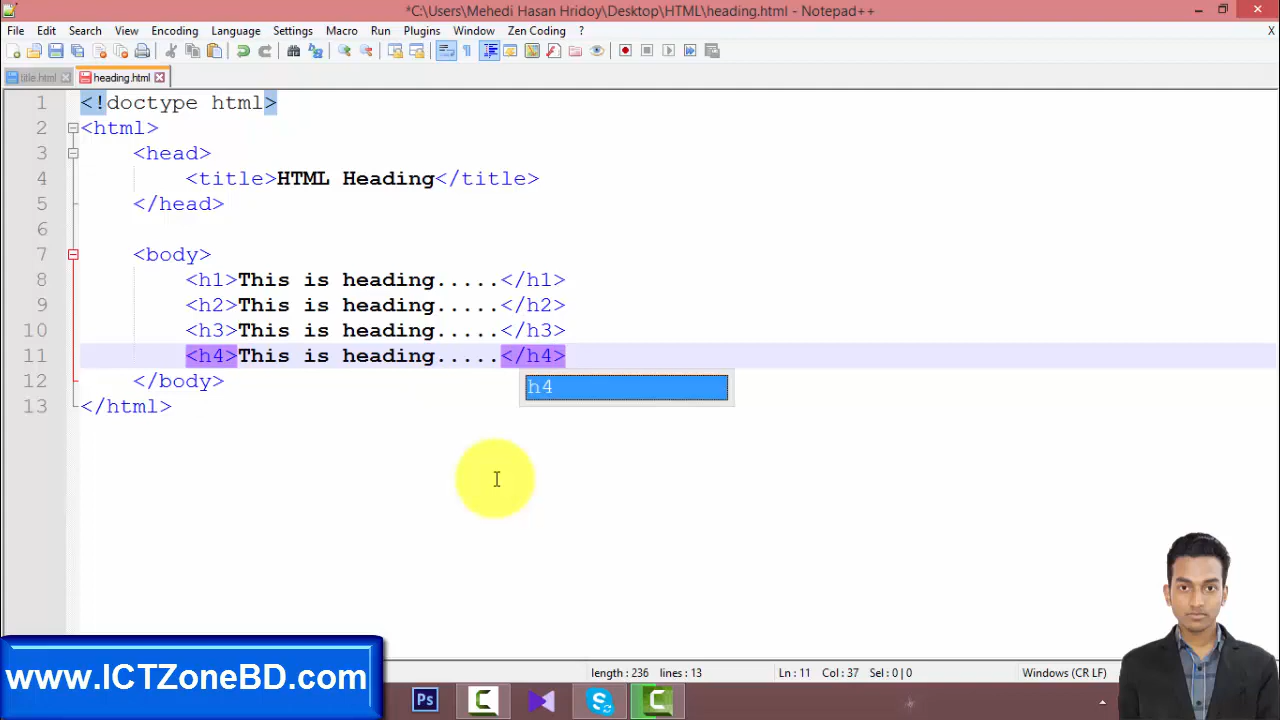 *C:\Users\Mehedi Hasan Hridoy\Desktop\HTML\heading.html - Notepad++
File Edit Search View Encoding Language Settings Macro Run Plugins Window Zen Coding ? X
title.html heading.html
1 <!doctype html>
2 <html>
3 <head>
4 <title>HTML Heading</title>
5 </head>
6
7 <body>
8 <h1>This is heading.....</h1>
9 <h2>This is heading.....</h2>
10 <h3>This is heading.....</h3>
11 <h4>This is heading.....</h4>
12 </body>
h4
13 </html>
length : 236 lines : 13 Ln : 11 Col : 37 Sel : 0 | 0 Windows (CR LF)
www.ICTZoneBD.com
Ps